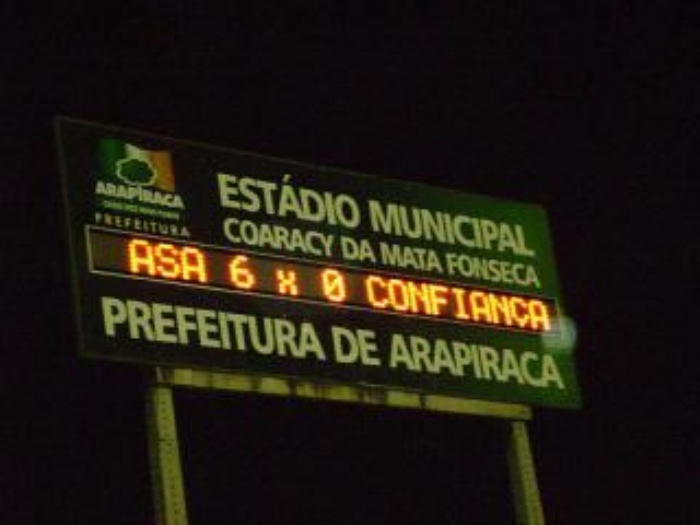 ARAPIRACA
PREFEITURA
ESTÁDIO MUNICIPAL
COARACY DA MATA FONSECA
ASA 6 x 0 CONFIANÇA
PREFEITURA DE ARAPIRACA